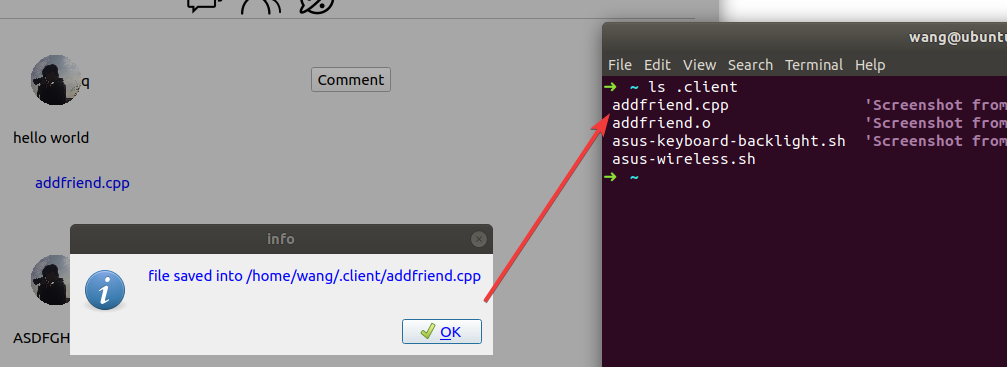 q
Comment
hello world
addfriend.cpp
info
file saved into /home/wang/.client/addfriend.cpp
OK
ASDFGH
wang@ubuntu
File Edit View Search Terminal Help
➜ ~ ls .client
addfriend.cpp 'Screenshot from
addfriend.o 'Screenshot from
asus-keyboard-backlight.sh 'Screenshot from
asus-wireless.sh
➜ ~